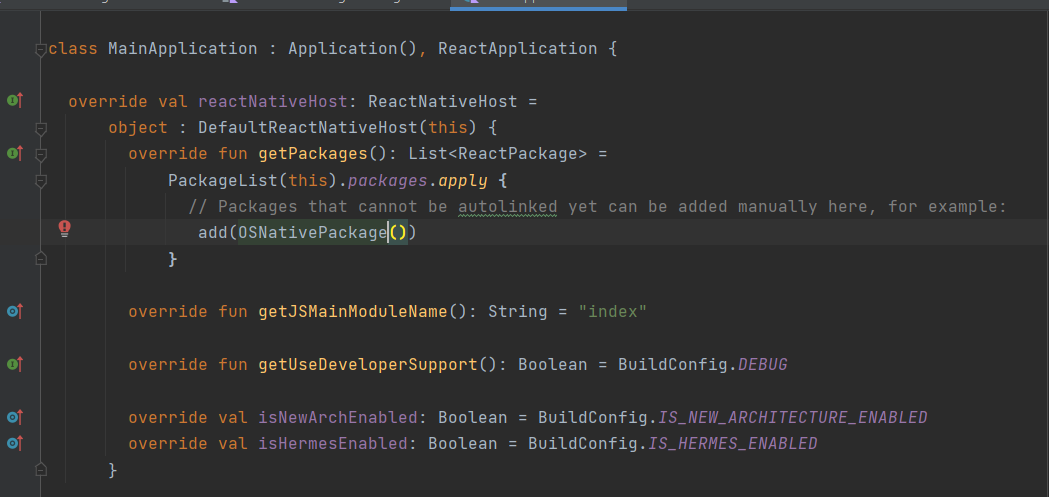 class MainApplication : Application(), ReactApplication {
override val reactNativeHost: ReactNativeHost =
object : DefaultReactNativeHost(this) {
override fun getPackages(): List<ReactPackage> =
PackageList(this).packages.apply {
// Packages that cannot be autolinked yet can be added manually here, for example:
add(OSNativePackage())
}
override fun getJSMainModuleName(): String = "index"
override fun getUseDeveloperSupport(): Boolean = BuildConfig.DEBUG
override val isNewArchEnabled: Boolean = BuildConfig.IS_NEW_ARCHITECTURE_ENABLED
override val isHermesEnabled: Boolean = BuildConfig.IS_HERMES_ENABLED
}